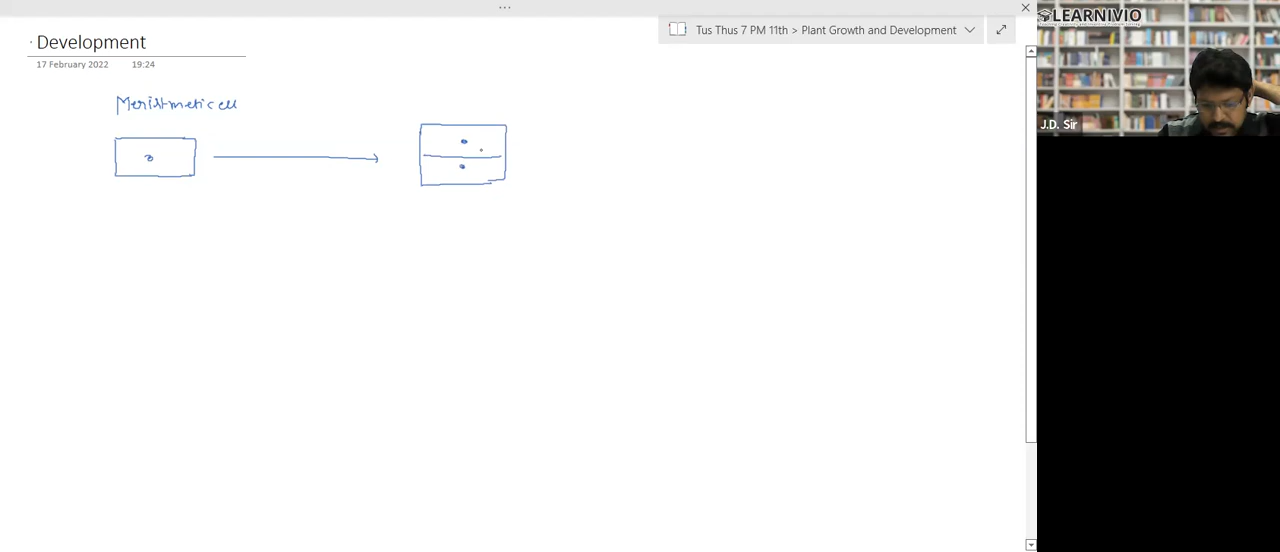 Tus Thus 7 PM 11th > Plant Growth and Development
LEARNIVIO
Development
17 February 2022 19:24
Meristmetic cell
J.D. Sir